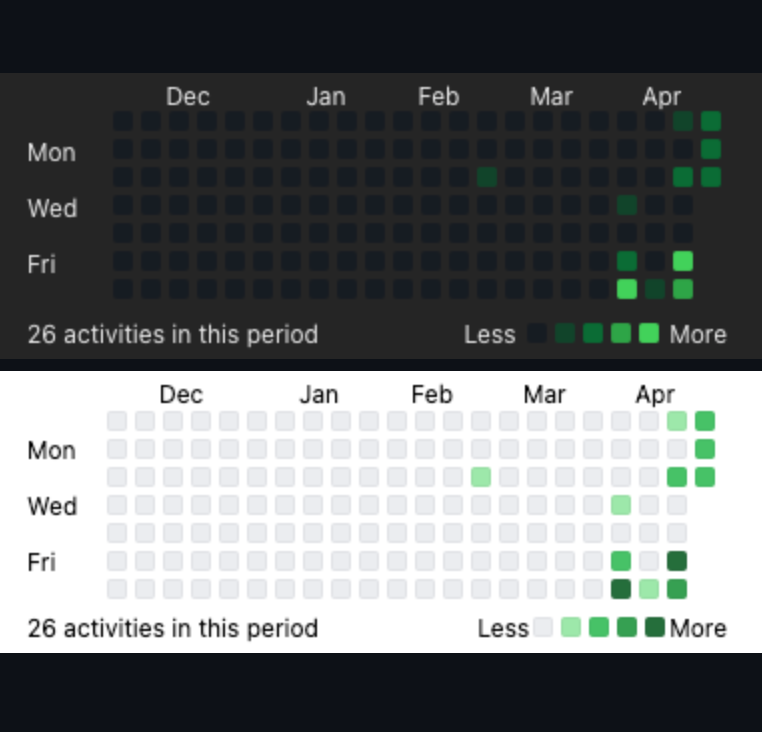 Dec Jan Feb Mar Apr
Mon
Wed
Fri
26 activities in this period Less More
Dec Jan Feb Mar Apr
Mon
Wed
Fri
26 activities in this period Less More